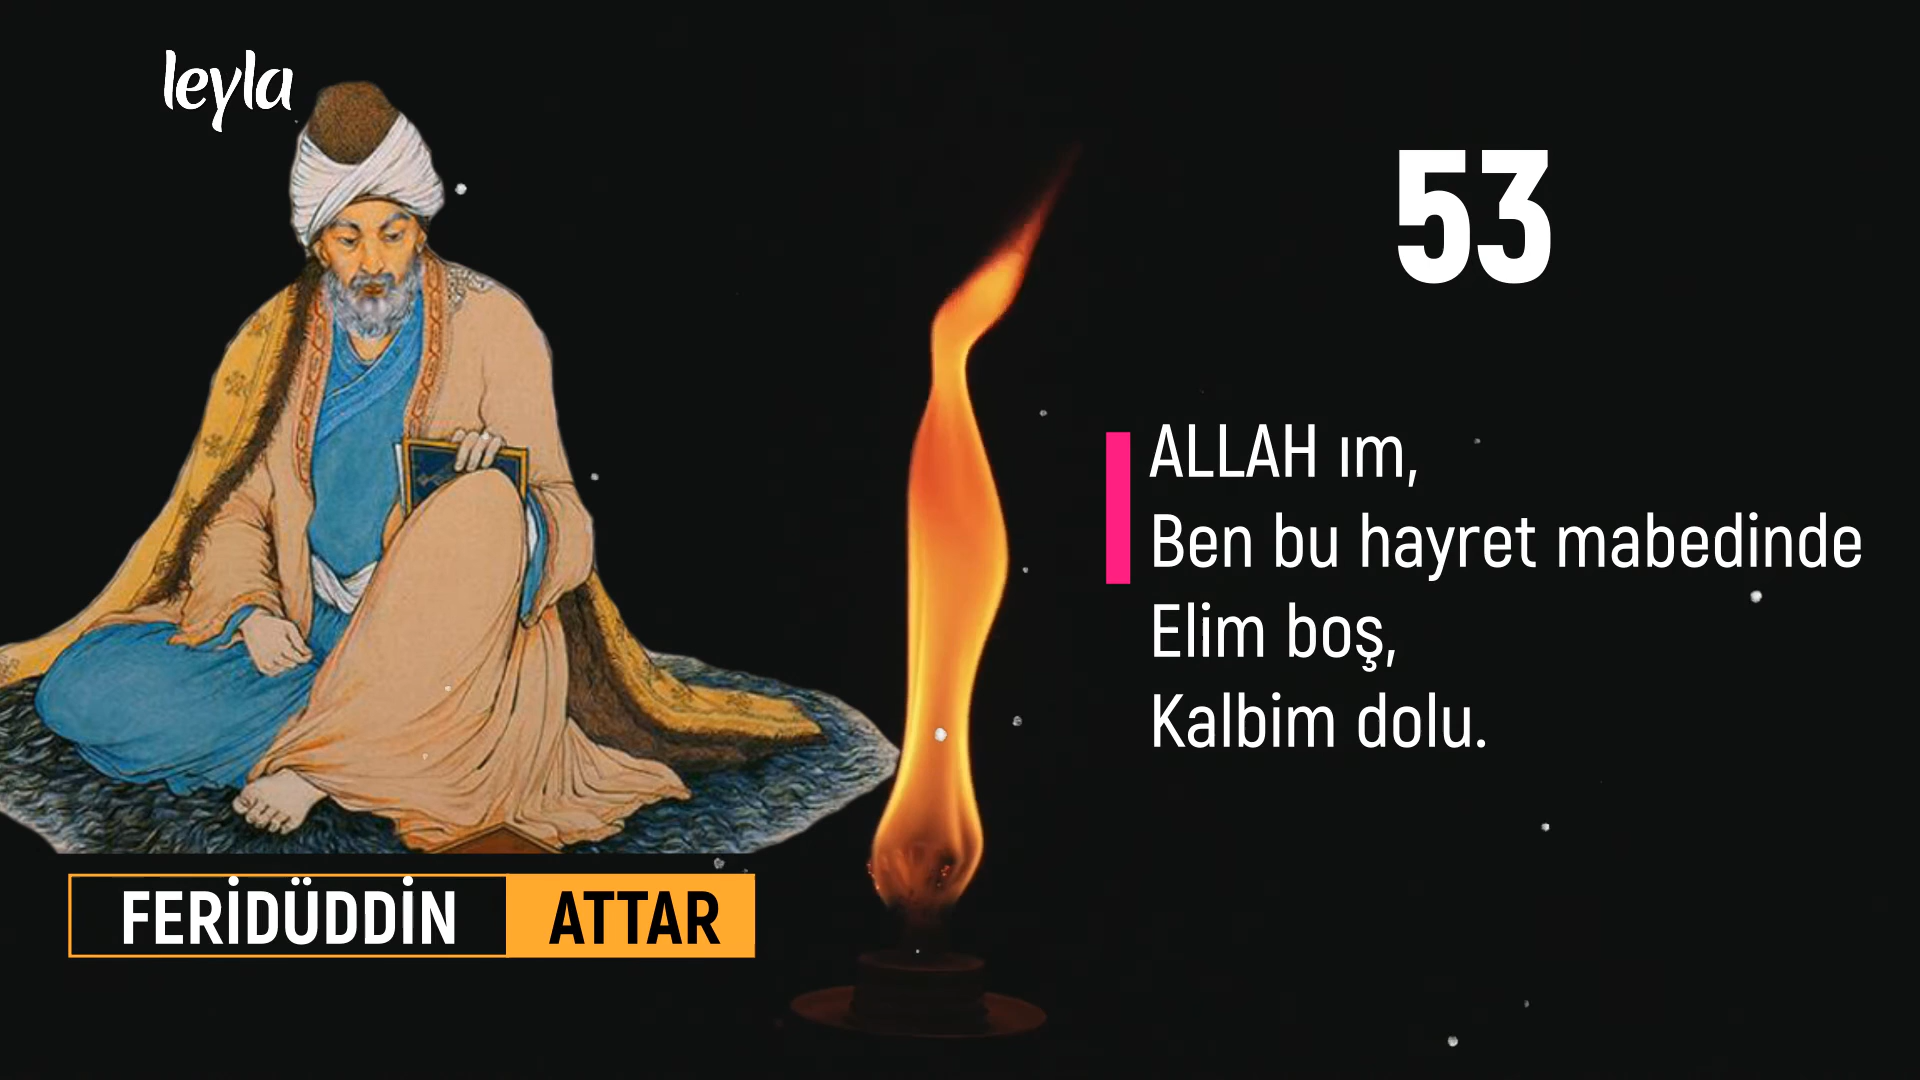 leyla
53
ALLAH ım,
Ben bu hayret mabedinde
Elim boş,
Kalbim dolu.
FERİDÜDDİN ATTAR